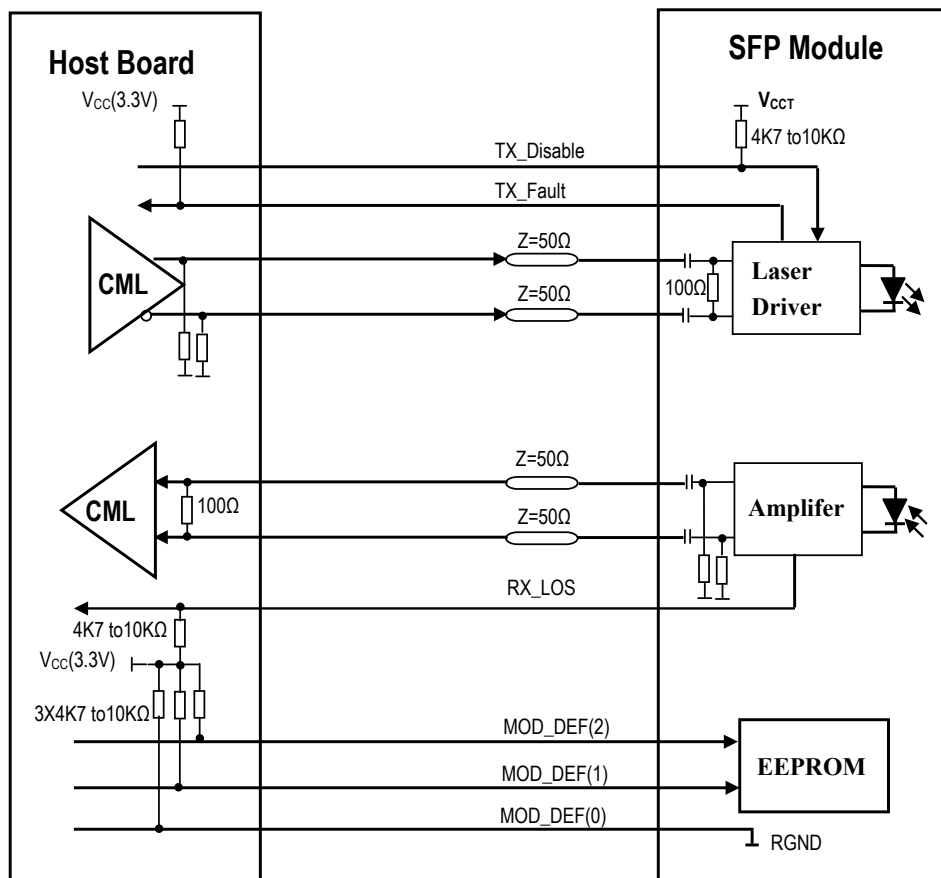 Host Board
SFP Module
VCC(3.3V)
VCCT
4K7 to10KΩ
TX_Disable
TX_Fault
CML
Z=50Ω
Z=50Ω
100Ω
Laser
Driver
CML
100Ω
Z=50Ω
Z=50Ω
Amplifer
RX_LOS
4K7 to10KΩ
VCC(3.3V)
3X4K7 to10KΩ
MOD_DEF(2)
MOD_DEF(1)
MOD_DEF(0)
EEPROM
RGND